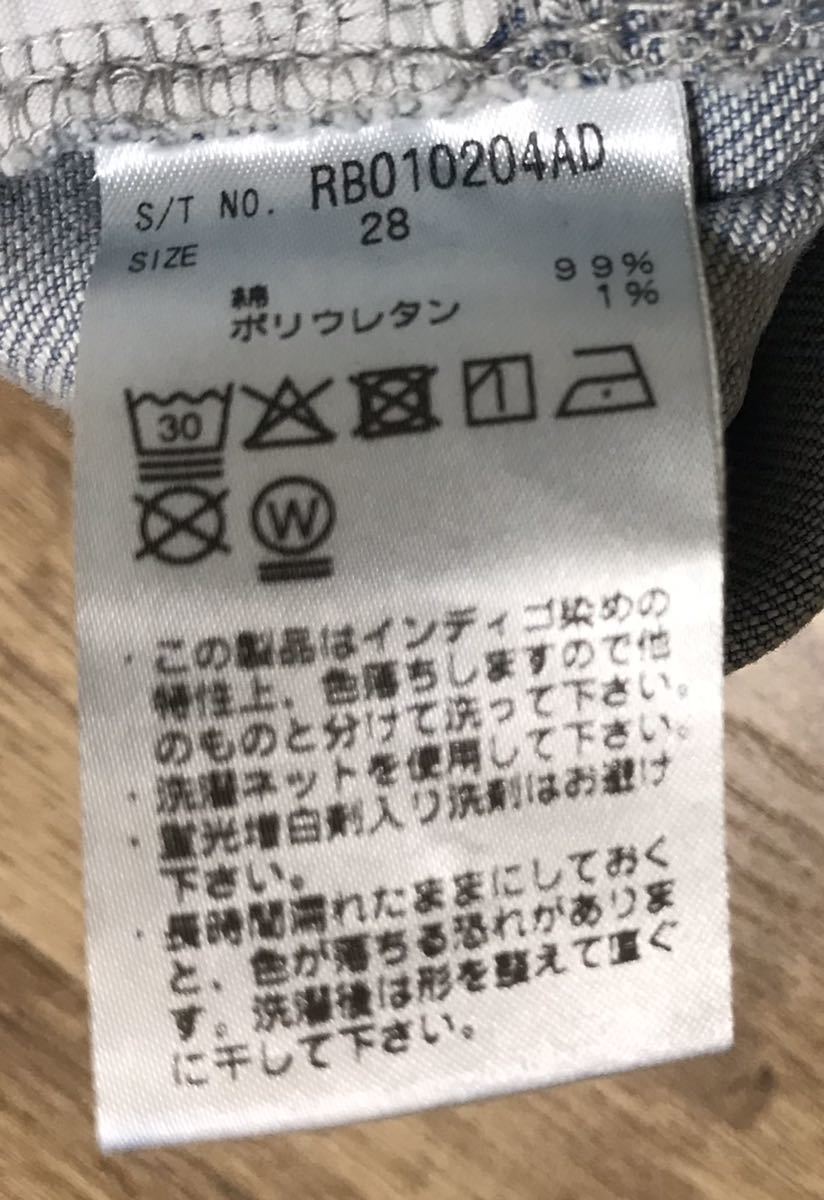 S/T NO. RB010204AD
SIZE 28
綿 99%
ポリウレタン 1%
30
W
・この製品はインディゴ染めの
特性上、色落ちしますので他
のものと分けて洗って下さい。
・洗濯ネットを使用して下さい。
・蛍光増白剤入り洗剤はお避け
下さい。
・長時間濡れたままにしておく
と、色が落ちる恐れがありま
す。洗濯後は形を整えて直ぐ
に干して下さい。